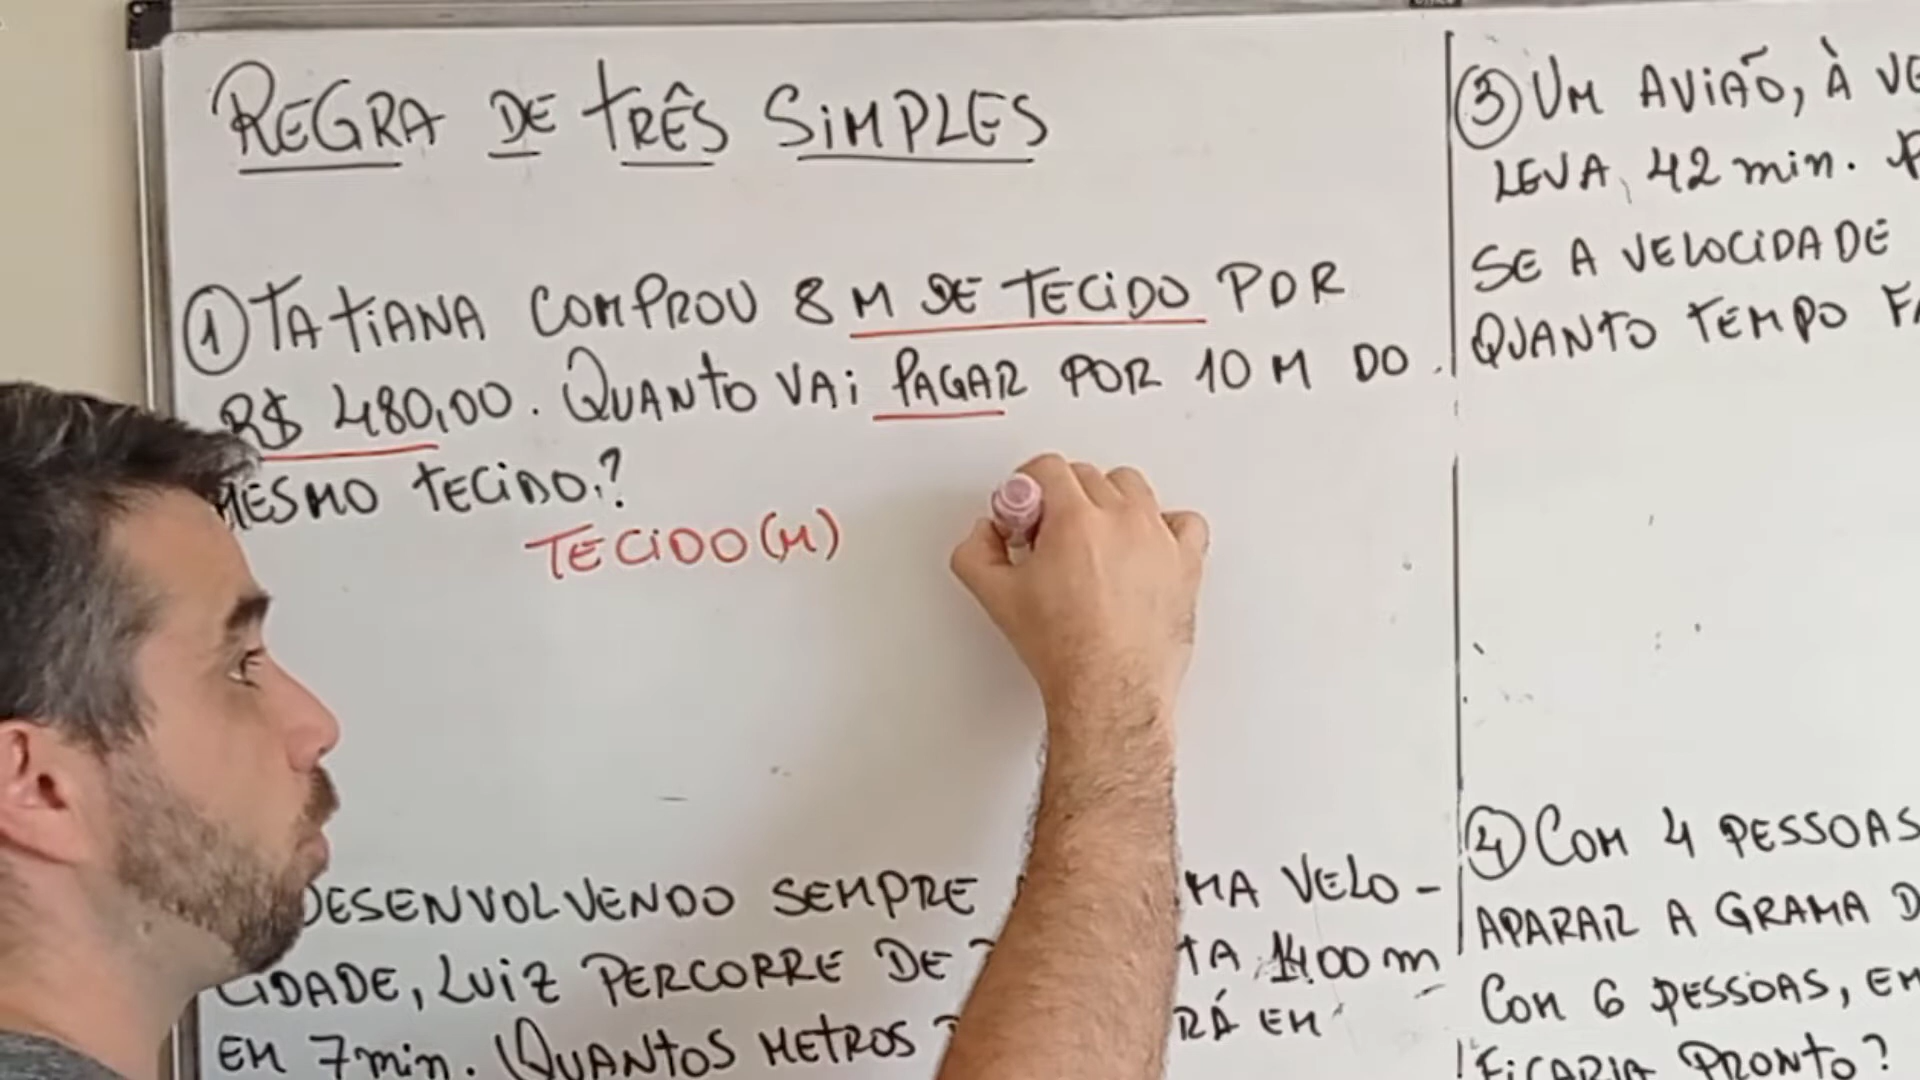 REGRA DE TRÊS SIMPLES
① TATIANA COMPROU 8 M DE TECIDO POR
R$ 480,00. QUANTO VAI PAGAR POR 10 M DO
MESMO TECIDO?
TECIDO (M)
DESENVOLVENDO SEMPRE MA VELO-
CIDADE, LUIZ PERCORRE DE TA 1400 m
EM 7 min. QUANTOS METROS RÁ EM
③ UM AVIÃO, À VE
LEVA 42 min.
SE A VELOCIDADE
QUANTO TEMPO FA
④ COM 4 PESSOAS
APARAR A GRAMA D
COM 6 PESSOAS, EM
FICARIA PRONTO?